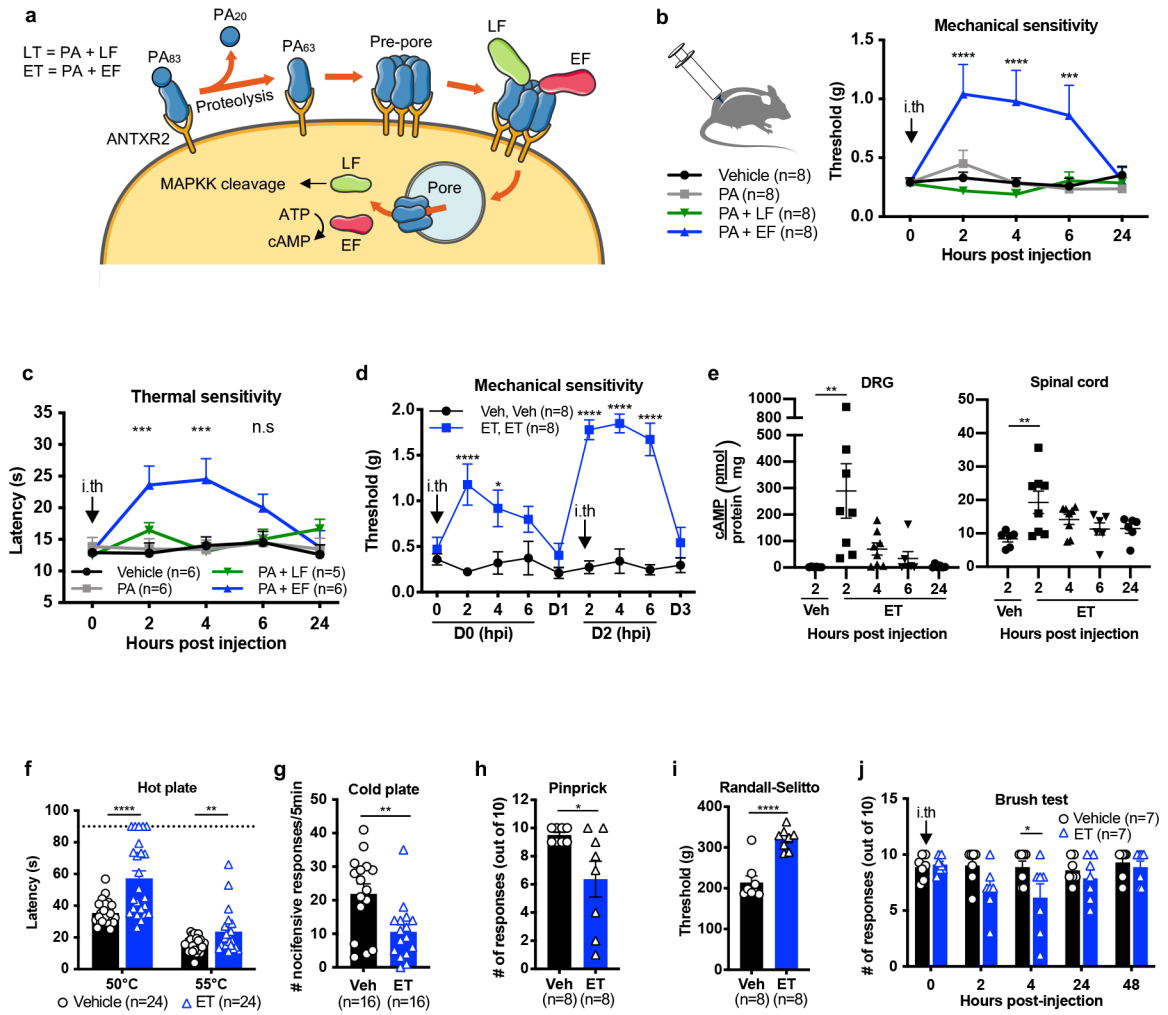 a
LT = PA + LF
ET = PA + EF
PA20
PA83
Proteolysis
PA63
Pre-pore
LF
EF
ANTXR2
MAPKK cleavage
LF
Pore
ATP
cAMP
EF
b
Mechanical sensitivity
Threshold (g)
1.5
1.0
0.5
0.0
i.th
****
****
***
0 2 4 6 24
Hours post injection
Vehicle (n=8)
PA (n=8)
PA + LF (n=8)
PA + EF (n=8)
c
Thermal sensitivity
Latency (s)
35
30
25
20
15
10
5
i.th
***
***
n.s
Vehicle (n=6)
PA (n=6)
PA + LF (n=5)
PA + EF (n=6)
0 2 4 6 24
Hours post injection
d
Mechanical sensitivity
Threshold (g)
2.0
1.5
1.0
0.5
0.0
Veh, Veh (n=8)
ET, ET (n=8)
i.th
****
*
i.th
****
****
****
0 2 4 6 D1 2 4 6 D3
D0 (hpi) D2 (hpi)
e
DRG
cAMP (pmol
protein ( mg
1000
800
500
400
300
200
100
0
**
2 2 4 6 24
Veh ET
Hours post injection
Spinal cord
50
40
30
20
10
0
**
2 2 4 6 24
Veh ET
Hours post injection
f
Hot plate
Latency (s)
100
80
60
40
20
0
****
**
50°C 55°C
Vehicle (n=24) ET (n=24)
g
Cold plate
# nocifensive responses/5min
50
40
30
20
10
0
**
Veh ET
(n=16) (n=16)
h
Pinprick
# of responses (out of 10)
12
10
8
6
4
2
0
*
Veh ET
(n=8) (n=8)
i
Randall-Selitto
Threshold (g)
400
300
200
100
0
****
Veh ET
(n=8) (n=8)
j
Brush test
# of responses (out of 10)
15
10
5
0
i.th
*
Vehicle (n=7)
ET (n=7)
0 2 4 24 48
Hours post-injection